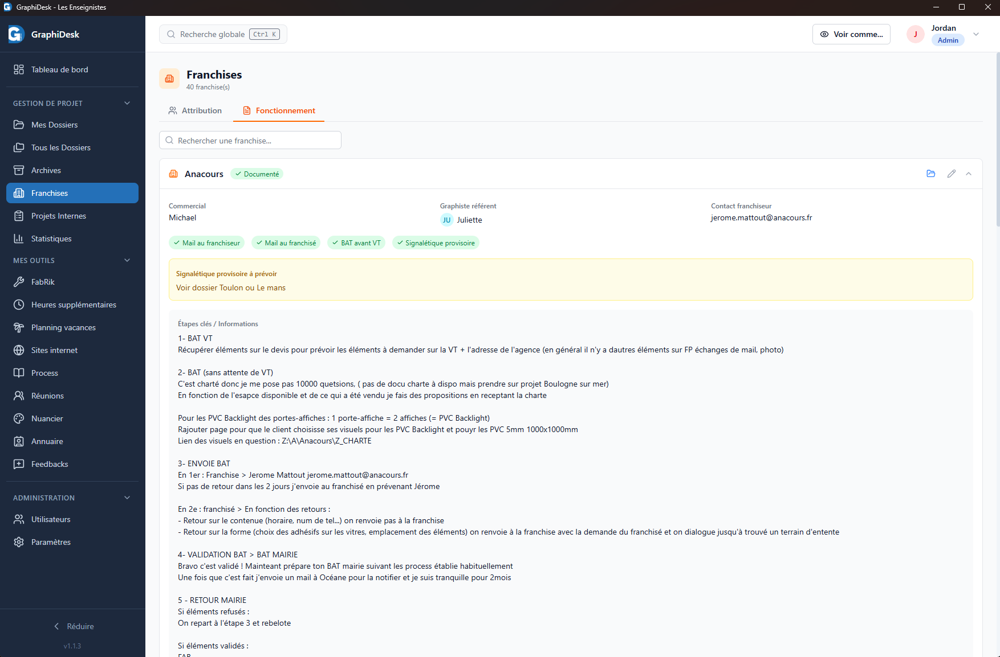 GraphiDesk - Les Enseignistes
GraphiDesk
Recherche globale Ctrl K
Voir comme...
J
Jordan
Admin
Tableau de bord
GESTION DE PROJET
Mes Dossiers
Tous les Dossiers
Archives
Franchises
Projets Internes
Statistiques
MES OUTILS
FabRik
Heures supplémentaires
Planning vacances
Sites internet
Process
Réunions
Nuancier
Annuaire
Feedbacks
ADMINISTRATION
Utilisateurs
Paramètres
Réduire
v1.1.3
Franchises
40 franchise(s)
Attribution
Fonctionnement
Rechercher une franchise...
Anacours
Documenté
Commercial
Michael
Graphiste référent
JU Juliette
Contact franchiseur
jerome.mattout@anacours.fr
Mail au franchiseur
Mail au franchisé
BAT avant VT
Signalétique provisoire
Signalétique provisoire à prévoir
Voir dossier Toulon ou Le mans
Étapes clés / Informations
1- BAT VT
Récupérer éléments sur le devis pour prévoir les éléments à demander sur la VT + l'adresse de l'agence (en général il n'y a dautres éléments sur FP échanges de mail, photo)
2- BAT (sans attente de VT)
C'est charté donc je me pose pas 10000 quetsions, ( pas de docu charte à dispo mais prendre sur projet Boulogne sur mer)
En fonction de l'esapce disponible et de ce qui a été vendu je fais des propositions en receptant la charte
Pour les PVC Backlight des portes-affiches : 1 porte-affiche = 2 affiches (= PVC Backlight)
Rajouter page pour que le client choisisse ses visuels pour les PVC Backlight et pouyr les PVC 5mm 1000x1000mm
Lien des visuels en question : Z:\A\Anacours\Z_CHARTE
3- ENVOIE BAT
En 1er : Franchise > Jerome Mattout jerome.mattout@anacours.fr
Si pas de retour dans les 2 jours j'envoie au franchisé en prévenant Jérome
En 2e : franchisé > En fonction des retours :
- Retour sur le contenue (horaire, num de tel...) on renvoie pas à la franchise
- Retour sur la forme (choix des adhésifs sur les vitres, emplacement des éléments) on renvoie à la franchise avec la demande du franchisé et on dialogue jusqu'à trouvé un terrain d'entente
4- VALIDATION BAT > BAT MAIRIE
Bravo c'est validé ! Mainteant prépare ton BAT mairie suivant les process établie habituellement
Une fois que c'est fait j'envoie un mail à Océane pour la notifier et je suis tranquille pour 2mois
5 - RETOUR MAIRIE
Si éléments refusés :
On repart à l'étape 3 et rebelote
Si éléments validés :
FAB